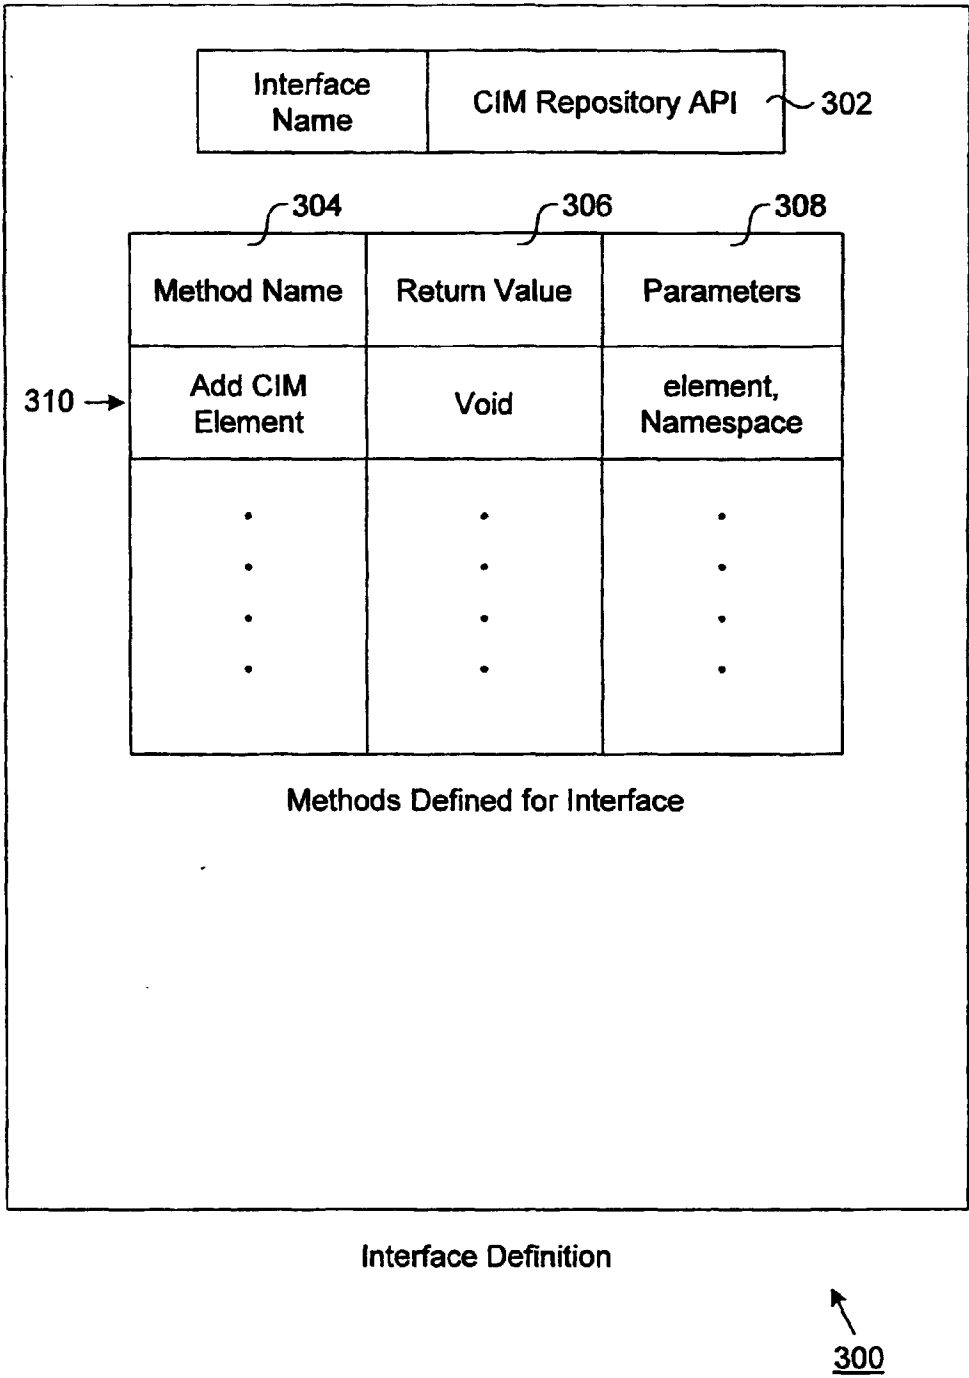 Interface
Name
CIM Repository API
302
304
306
308
Method Name
Return Value
Parameters
310
Add CIM
Element
Void
element,
Namespace
Methods Defined for Interface
Interface Definition
300